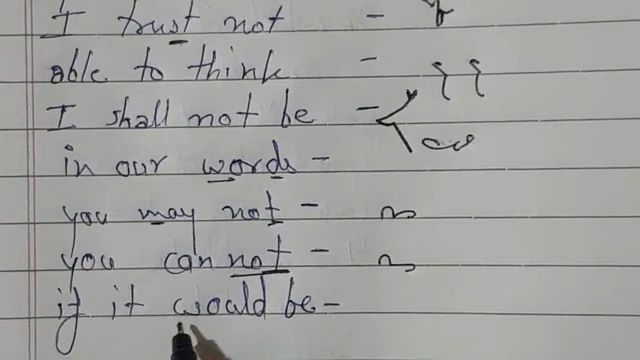 I trust not -
able to think -
I shall not be -
in our words -
you may not -
you can not -
if it would be -